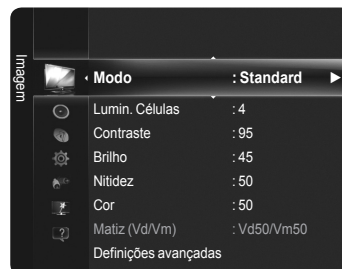 Imagem
Modo : Standard
Lumin. Células : 4
Contraste : 95
Brilho : 45
Nitidez : 50
Cor : 50
Matiz (Vd/Vm) : Vd50/Vm50
Definições avançadas